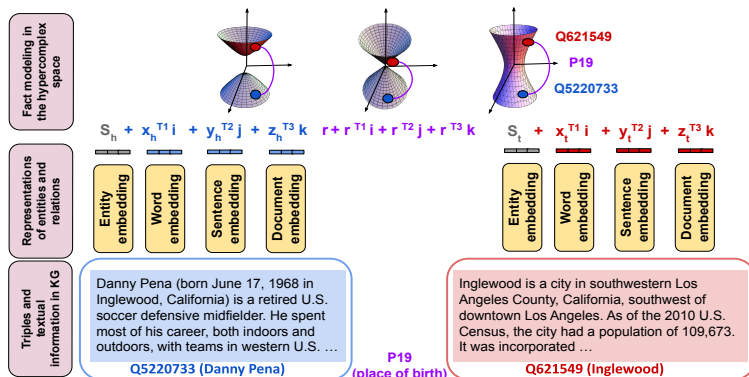 Fact modeling in
the hypercomplex
space
Q621549
P19
Q5220733
S_h + x_h^T1 i + y_h^T2 j + z_h^T3 k
r + r^T1 i + r^T2 j + r^T3 k
S_t + x_t^T1 i + y_t^T2 j + z_t^T3 k
Representations
of entities and
relations
Entity
embedding
Word
embedding
Sentence
embedding
Document
embedding
Entity
embedding
Word
embedding
Sentence
embedding
Document
embedding
Triples and
textual
information in KG
Danny Pena (born June 17, 1968 in
Inglewood, California) is a retired U.S.
soccer defensive midfielder. He spent
most of his career, both indoors and
outdoors, with teams in western U.S. …
Q5220733 (Danny Pena)
P19
(place of birth)
Inglewood is a city in southwestern Los
Angeles County, California, southwest of
downtown Los Angeles. As of the 2010 U.S.
Census, the city had a population of 109,673.
It was incorporated …
Q621549 (Inglewood)